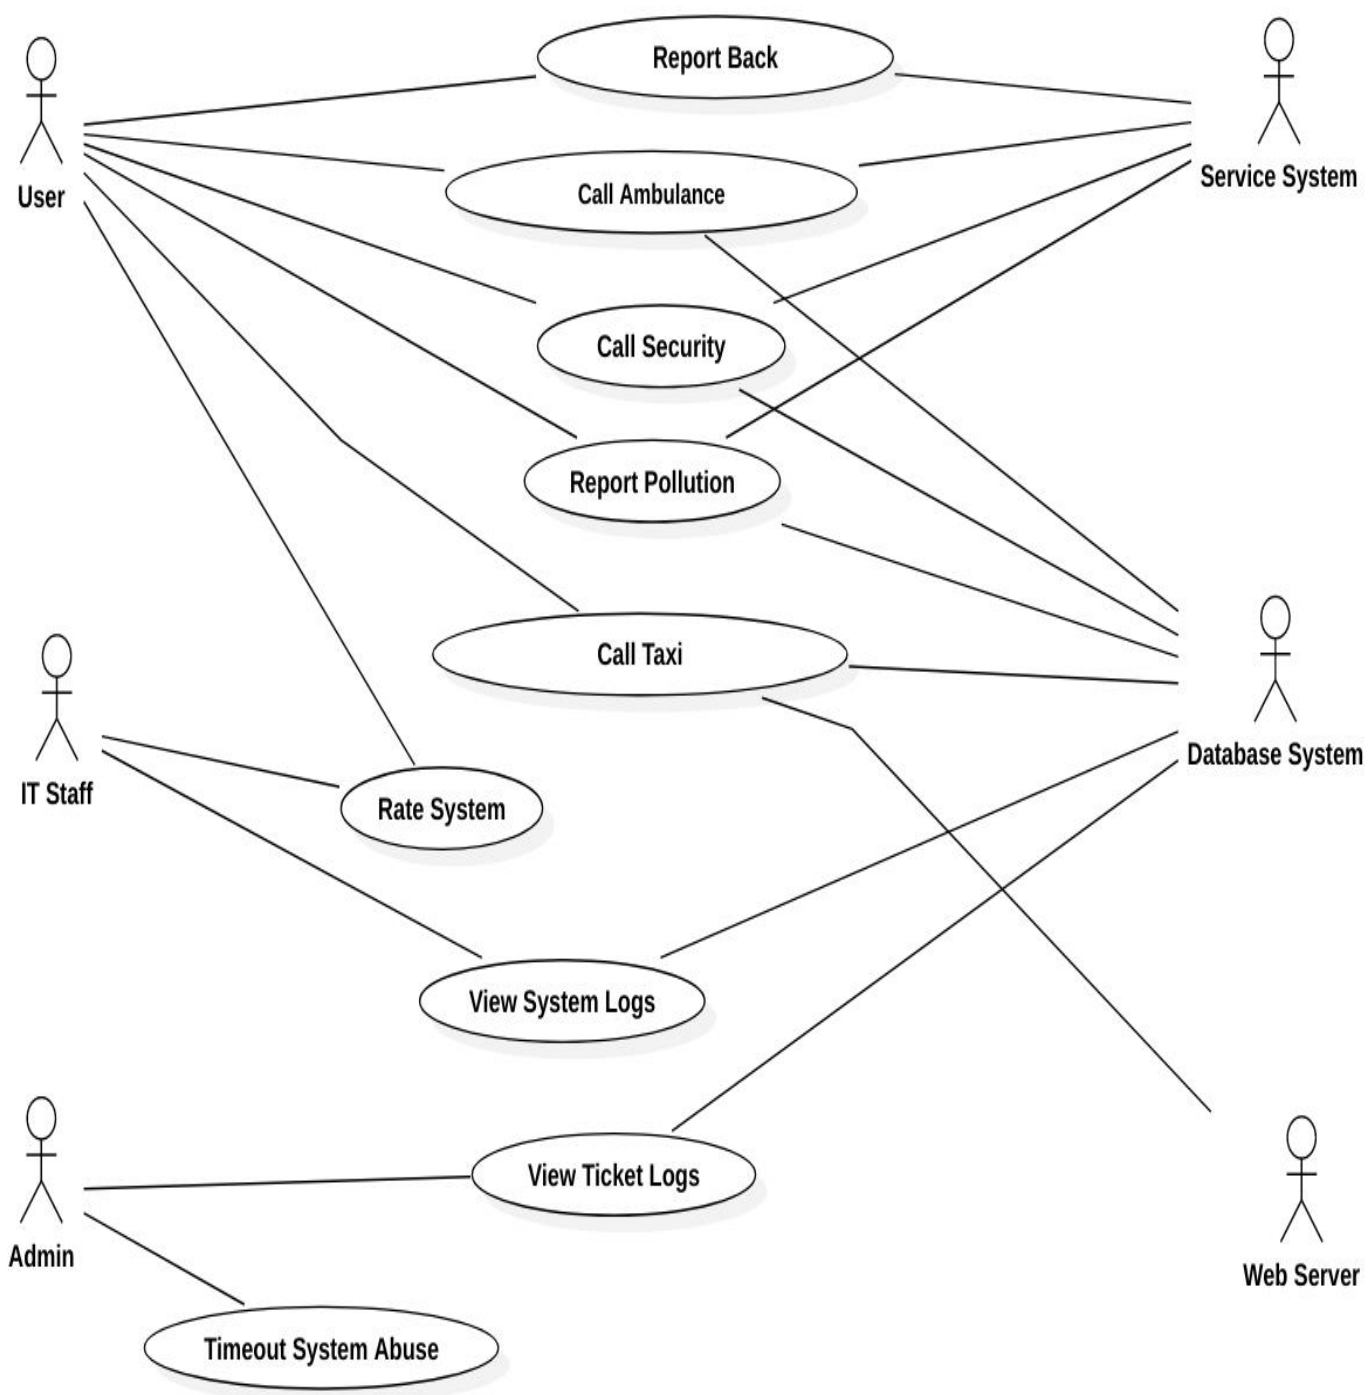 Report Back
Service System
User
Call Ambulance
Call Security
Report Pollution
Call Taxi
Database System
IT Staff
Rate System
View System Logs
View Ticket Logs
Admin
Web Server
Timeout System Abuse